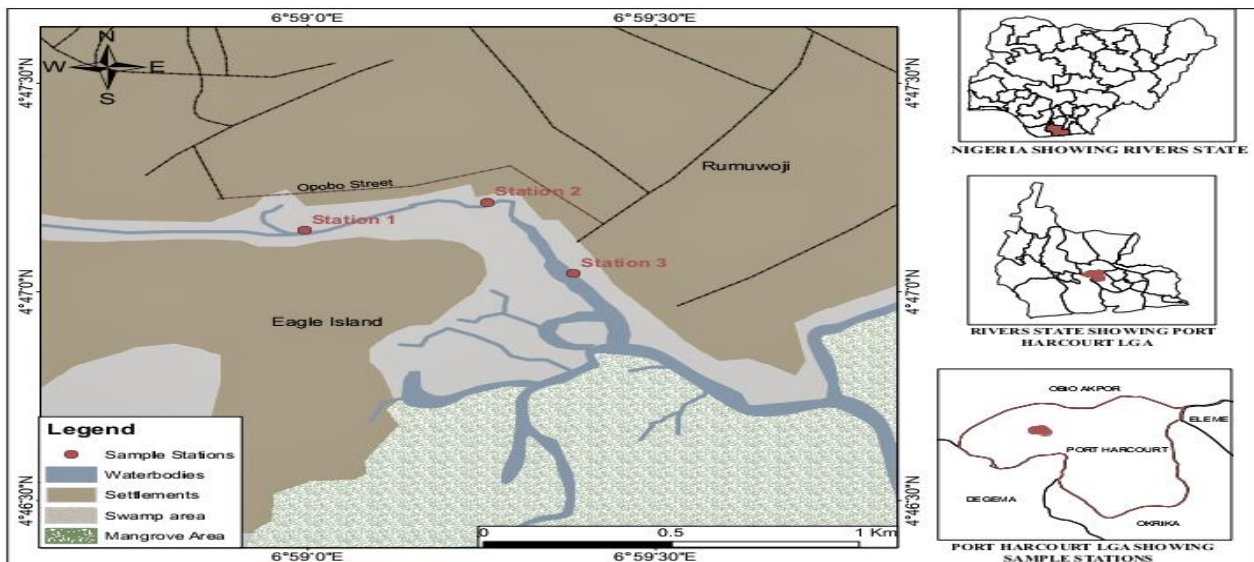 6°59'0"E 6°59'30"E
N
W E
S
4°47'30"N
4°47'30"N
Opobo Street
Rumuwoji
Station 2
Station 1
Station 3
4°47'0"N
4°47'0"N
Eagle Island
Legend
Sample Stations
Waterbodies
Settlements
Swamp area
Mangrove Area
4°46'30"N
4°46'30"N
0 0.5 1 Km
6°59'0"E 6°59'30"E
NIGERIA SHOWING RIVERS STATE
RIVERS STATE SHOWING PORT
HARCOURT LGA
OBIO AKPOR
ELEME
PORT HARCOURT
DEGEMA
OKRIKA
PORT HARCOURT LGA SHOWING
SAMPLE STATIONS